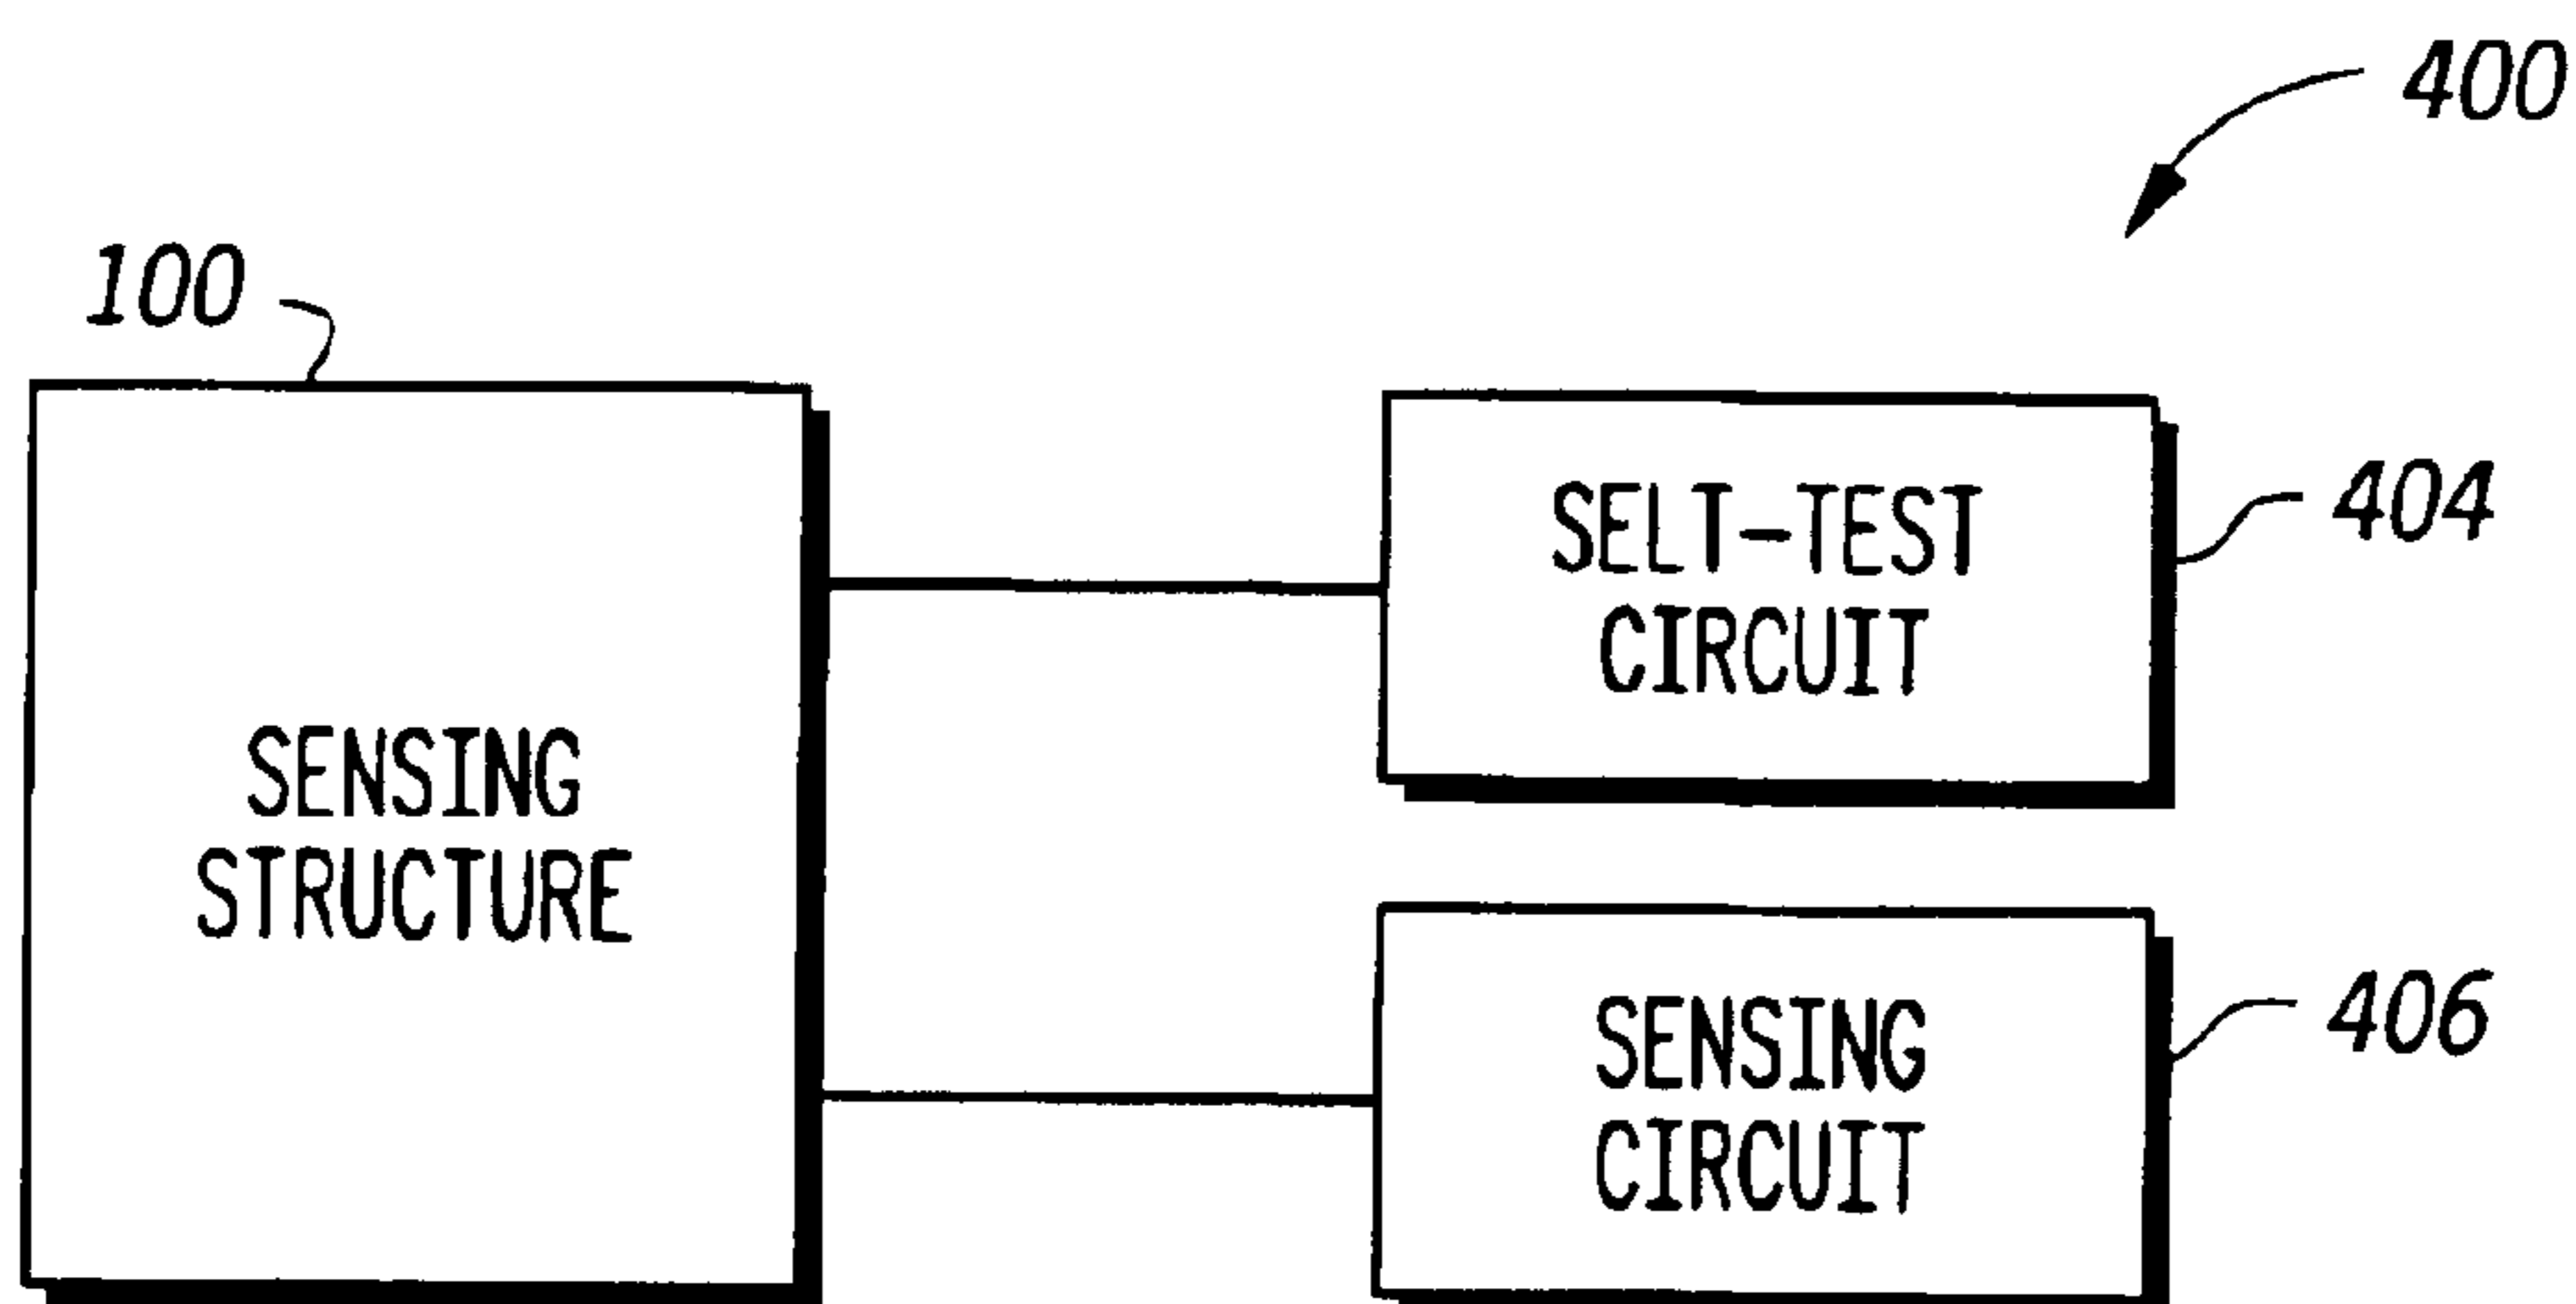 400
100
SELT-TEST
CIRCUIT
404
SENSING
STRUCTURE
SENSING
CIRCUIT
406